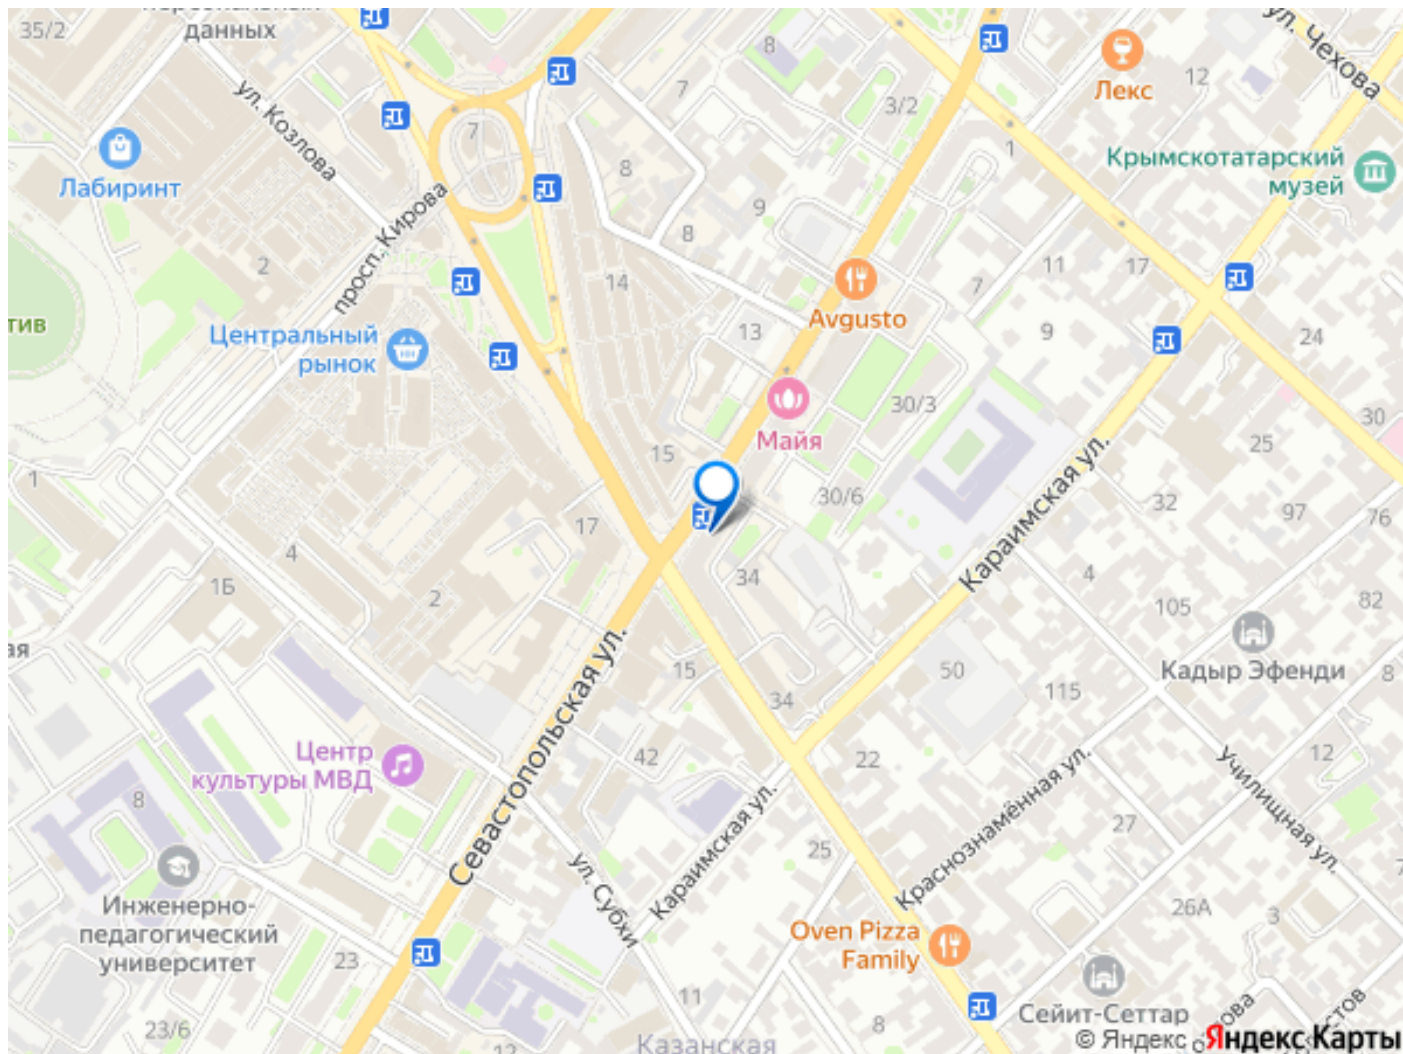 35/2
данных
ул. Козлова
Лабиринт
просп. Кирова
7
2
тив
Центральный
рынок
8
7
3/2
Лекс
12
ул. Чехова
1
Крымскотатарский
музей
8
9
8
14
13
Avgusto
7
11
17
9
24
Майя
30/3
30
25
15
30/6
Караимская ул.
32
97
76
1
17
4
1Б
2
34
4
105
82
Кадыр Эфенди
8
ая
Севастопольская ул.
15
34
50
115
Центр
культуры МВД
42
22
12
8
Караимская ул.
25
Краснознамённая ул.
Училищная ул.
27
Инженерно-
педагогический
университет
ул. Субхи
26А
3
Oven Pizza
Family
23
23/6
11
12
Казанская
8
Сейит-Сеттар
© Яндекс
Яндекс Карты